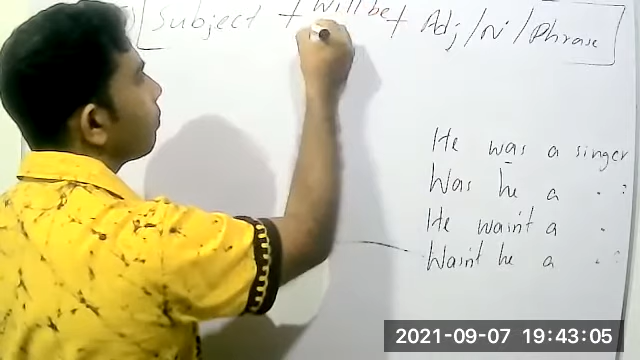 Subject + will be + Adj/N/Phrase
He was a singer
Was he a . ?
He wasn't a .
Wasn't he a . ?
2021-09-07 19:43:05